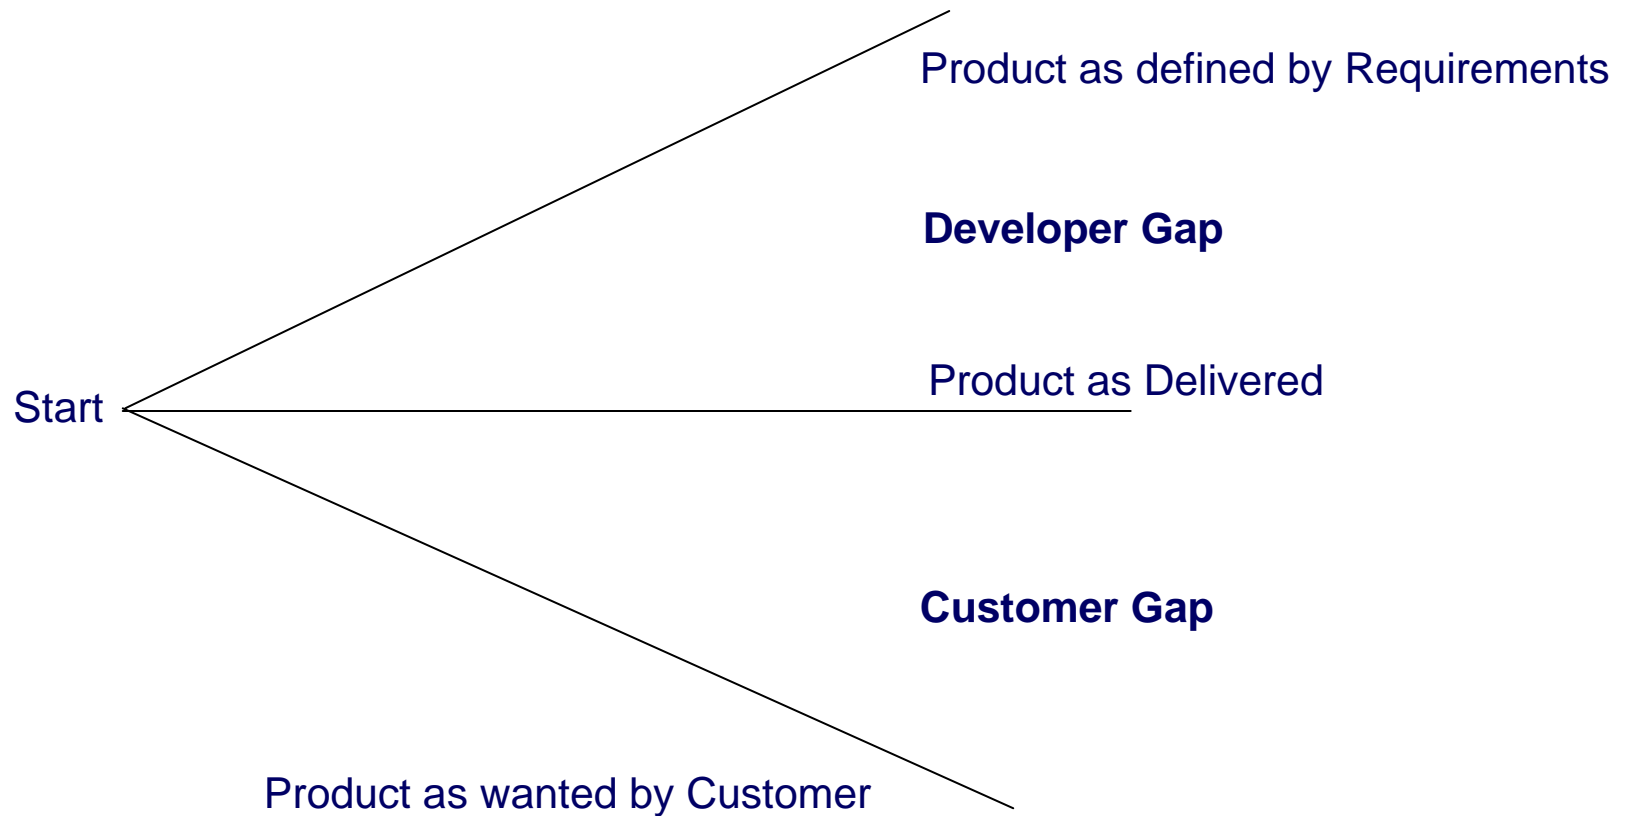 Product as defined by Requirements
Developer Gap
Product as Delivered
Start
Customer Gap
Product as wanted by Customer